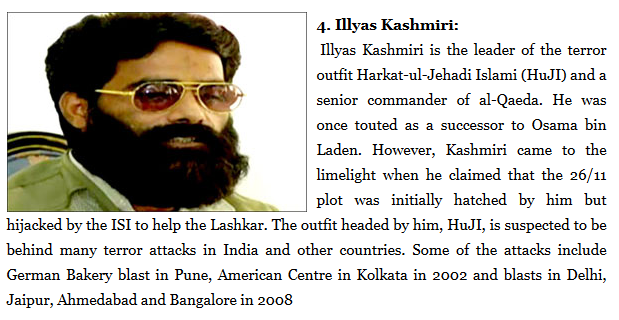 4. Illyas Kashmiri:
Illyas Kashmiri is the leader of the terror
outfit Harkat-ul-Jehadi Islami (HuJI) and a
senior commander of al-Qaeda. He was
once touted as a successor to Osama bin
Laden. However, Kashmiri came to the
limelight when he claimed that the 26/11
plot was initially hatched by him but
hijacked by the ISI to help the Lashkar. The outfit headed by him, HuJI, is suspected to be
behind many terror attacks in India and other countries. Some of the attacks include
German Bakery blast in Pune, American Centre in Kolkata in 2002 and blasts in Delhi,
Jaipur, Ahmedabad and Bangalore in 2008